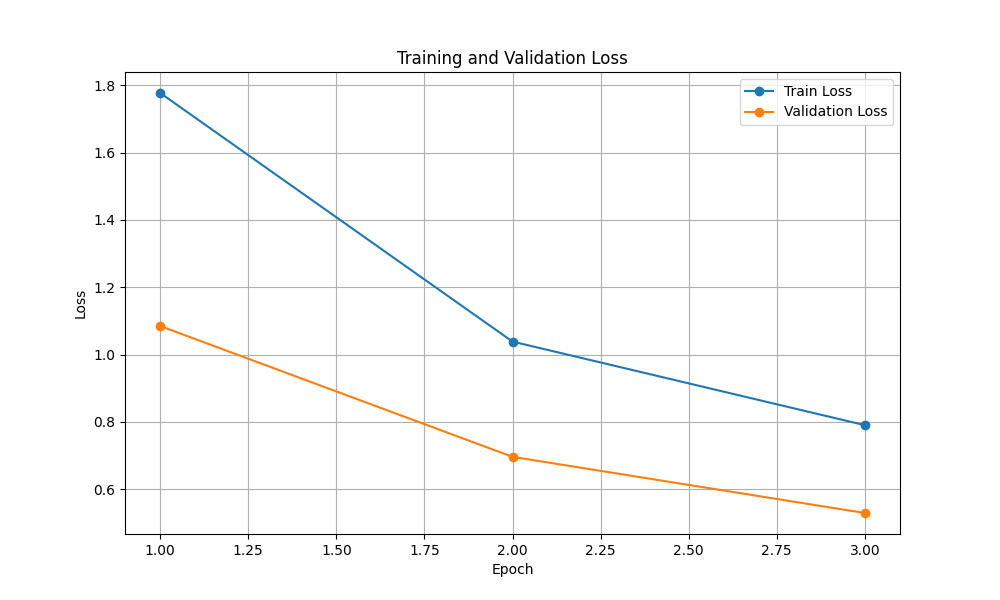 Training and Validation Loss
Train Loss
Validation Loss
Loss
1.8
1.6
1.4
1.2
1.0
0.8
0.6
1.00 1.25 1.50 1.75 2.00 2.25 2.50 2.75 3.00
Epoch